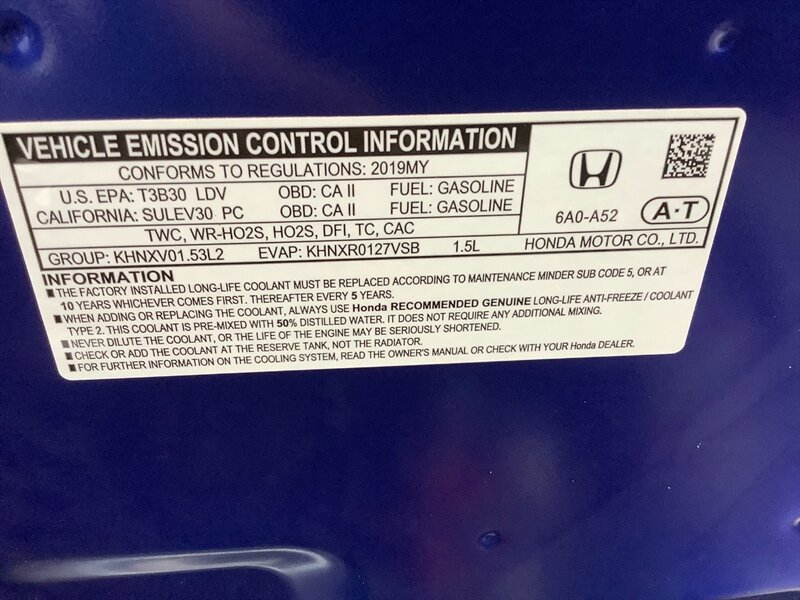 VEHICLE EMISSION CONTROL INFORMATION
CONFORMS TO REGULATIONS: 2019MY
U.S. EPA: T3B30 LDV OBD: CA II FUEL: GASOLINE
CALIFORNIA: SULEV30 PC OBD: CA II FUEL: GASOLINE
TWC, WR-HO2S, HO2S, DFI, TC, CAC
GROUP: KHNXV01.53L2 EVAP: KHNXR0127VSB 1.5L
6A0-A52
A·T
HONDA MOTOR CO., LTD.
INFORMATION
■THE FACTORY INSTALLED LONG-LIFE COOLANT MUST BE REPLACED ACCORDING TO MAINTENANCE MINDER SUB CODE 5, OR AT
10 YEARS WHICHEVER COMES FIRST. THEREAFTER EVERY 5 YEARS.
■WHEN ADDING OR REPLACING THE COOLANT, ALWAYS USE Honda RECOMMENDED GENUINE LONG-LIFE ANTI-FREEZE / COOLANT
TYPE 2. THIS COOLANT IS PRE-MIXED WITH 50% DISTILLED WATER. IT DOES NOT REQUIRE ANY ADDITIONAL MIXING.
■NEVER DILUTE THE COOLANT, OR THE LIFE OF THE ENGINE MAY BE SERIOUSLY SHORTENED.
■CHECK OR ADD THE COOLANT AT THE RESERVE TANK, NOT THE RADIATOR.
■FOR FURTHER INFORMATION ON THE COOLING SYSTEM, READ THE OWNER'S MANUAL OR CHECK WITH YOUR Honda DEALER.